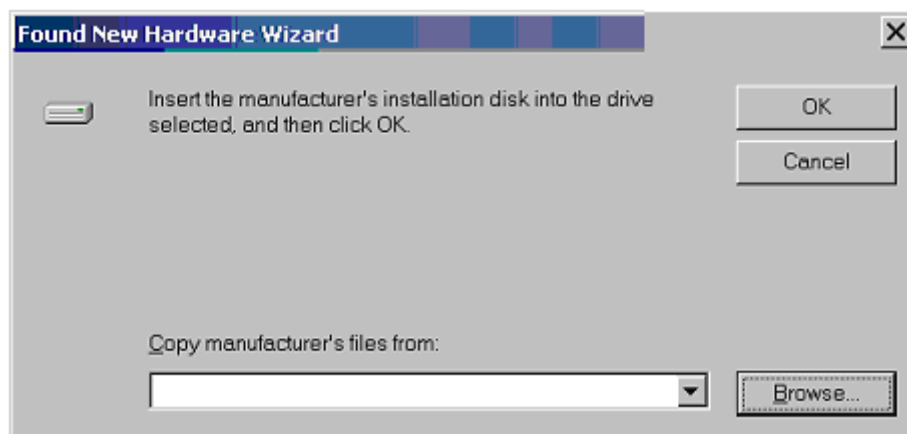 Found New Hardware Wizard
Insert the manufacturer's installation disk into the drive
selected, and then click OK.
OK
Cancel
Copy manufacturer's files from:
Browse...